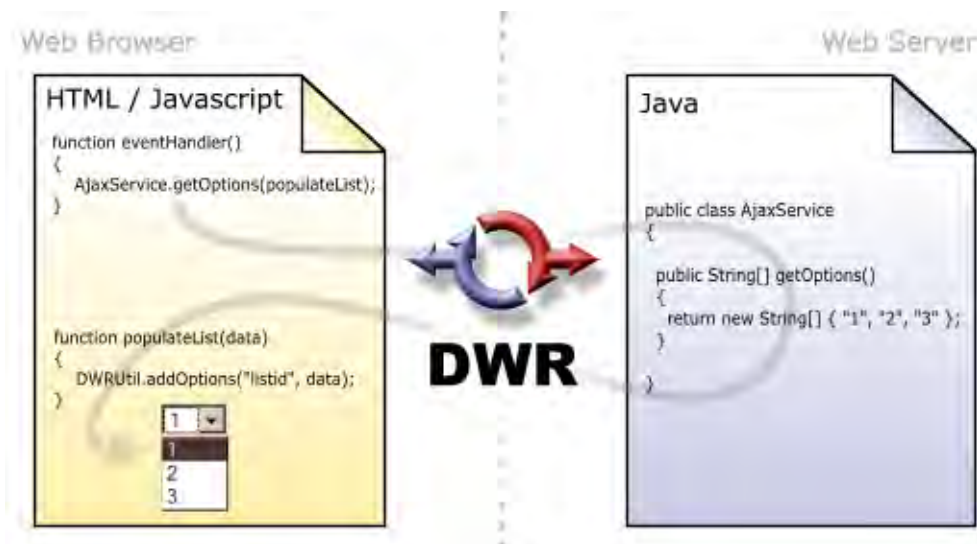 Web Browser
Web Server
HTML / Javascript
function eventHandler()
{
AjaxService.getOptions(populateList);
}
function populateList(data)
{
DWRUtil.addOptions("listid", data);
}
1
1
2
3
DWR
Java
public class AjaxService
{
public String[] getOptions()
{
return new String[] { "1", "2", "3" };
}
}